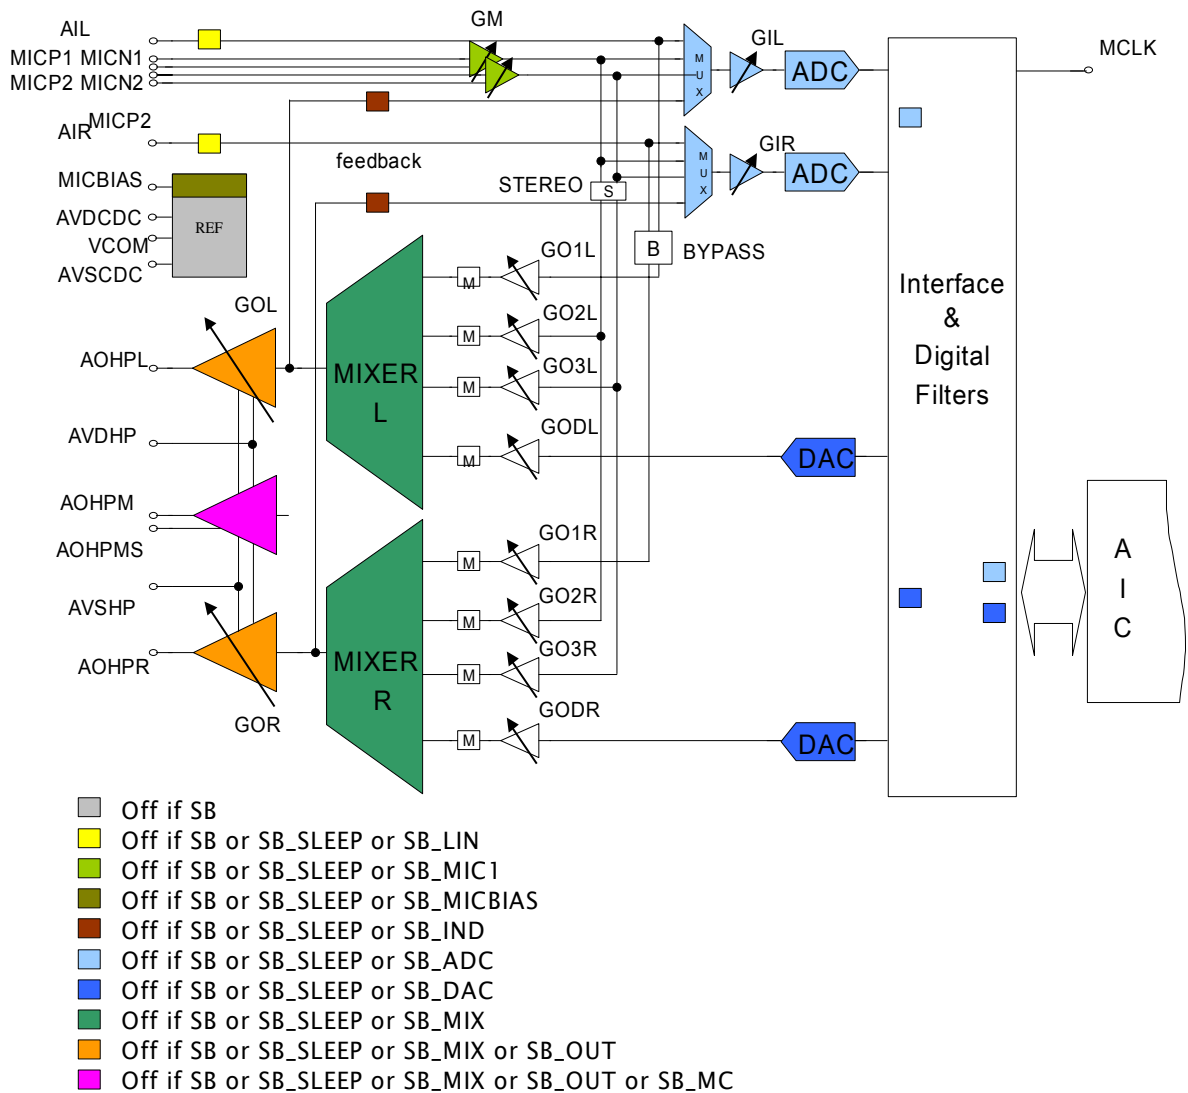 GM
AIL
GIL
MCLK
MICP1 MICN1
M
U
X
ADC
MICP2 MICN2
MICP2
AIR
GIR
feedback
M
U
X
ADC
MICBIAS
STEREO
S
AVDCDC
REF
VCOM
B
BYPASS
AVSCDC
GO1L
M
GOL
GO2L
M
AOHPL
MIXER
L
GO3L
M
AVDHP
GODL
M
DAC
Interface
&
Digital
Filters
AOHPM
AOHPMS
GO1R
M
A
I
C
AVSHP
GO2R
M
AOHPR
MIXER
R
GO3R
M
GOR
GODR
M
DAC
Off if SB
Off if SB or SB_SLEEP or SB_LIN
Off if SB or SB_SLEEP or SB_MIC1
Off if SB or SB_SLEEP or SB_MICBIAS
Off if SB or SB_SLEEP or SB_IND
Off if SB or SB_SLEEP or SB_ADC
Off if SB or SB_SLEEP or SB_DAC
Off if SB or SB_SLEEP or SB_MIX
Off if SB or SB_SLEEP or SB_MIX or SB_OUT
Off if SB or SB_SLEEP or SB_MIX or SB_OUT or SB_MC